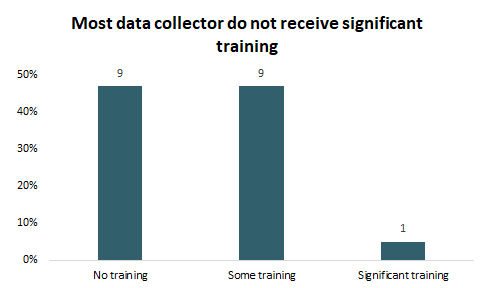 Most data collector do not receive significant
training
50%
40%
30%
20%
10%
0%
9
9
1
No training
Some training
Significant training